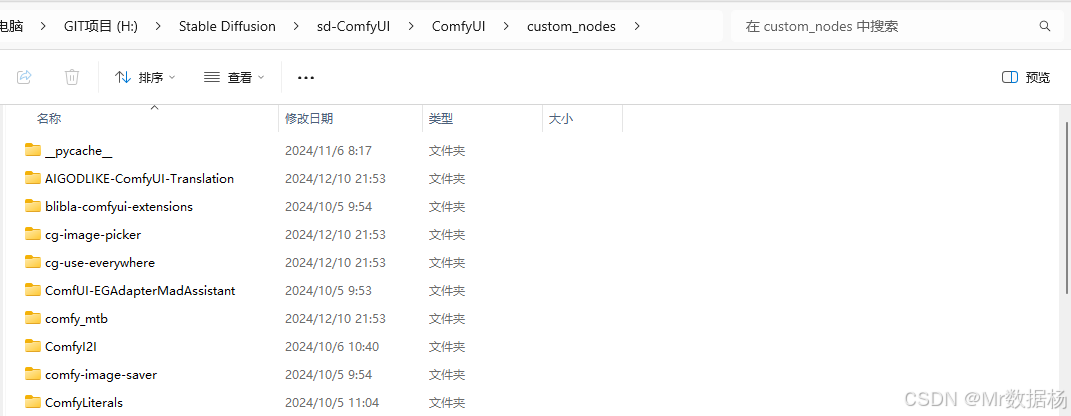 电脑 > GIT项目 (H:) > Stable Diffusion > sd-ComfyUI > ComfyUI > custom_nodes > 在 custom_nodes 中搜索
排序 查看 ... 预览
名称 修改日期 类型 大小
__pycache__ 2024/11/6 8:17 文件夹
AIGODLIKE-ComfyUI-Translation 2024/12/10 21:53 文件夹
blibla-comfyui-extensions 2024/10/5 9:54 文件夹
cg-image-picker 2024/12/10 21:53 文件夹
cg-use-everywhere 2024/12/10 21:53 文件夹
ComfUI-EGAdapterMadAssistant 2024/10/5 9:53 文件夹
comfy_mtb 2024/12/10 21:53 文件夹
ComfyI2I 2024/10/6 10:40 文件夹
comfy-image-saver 2024/10/5 9:54 文件夹
ComfyLiterals 2024/10/5 11:04 文件夹
CSDN @Mr数据杨